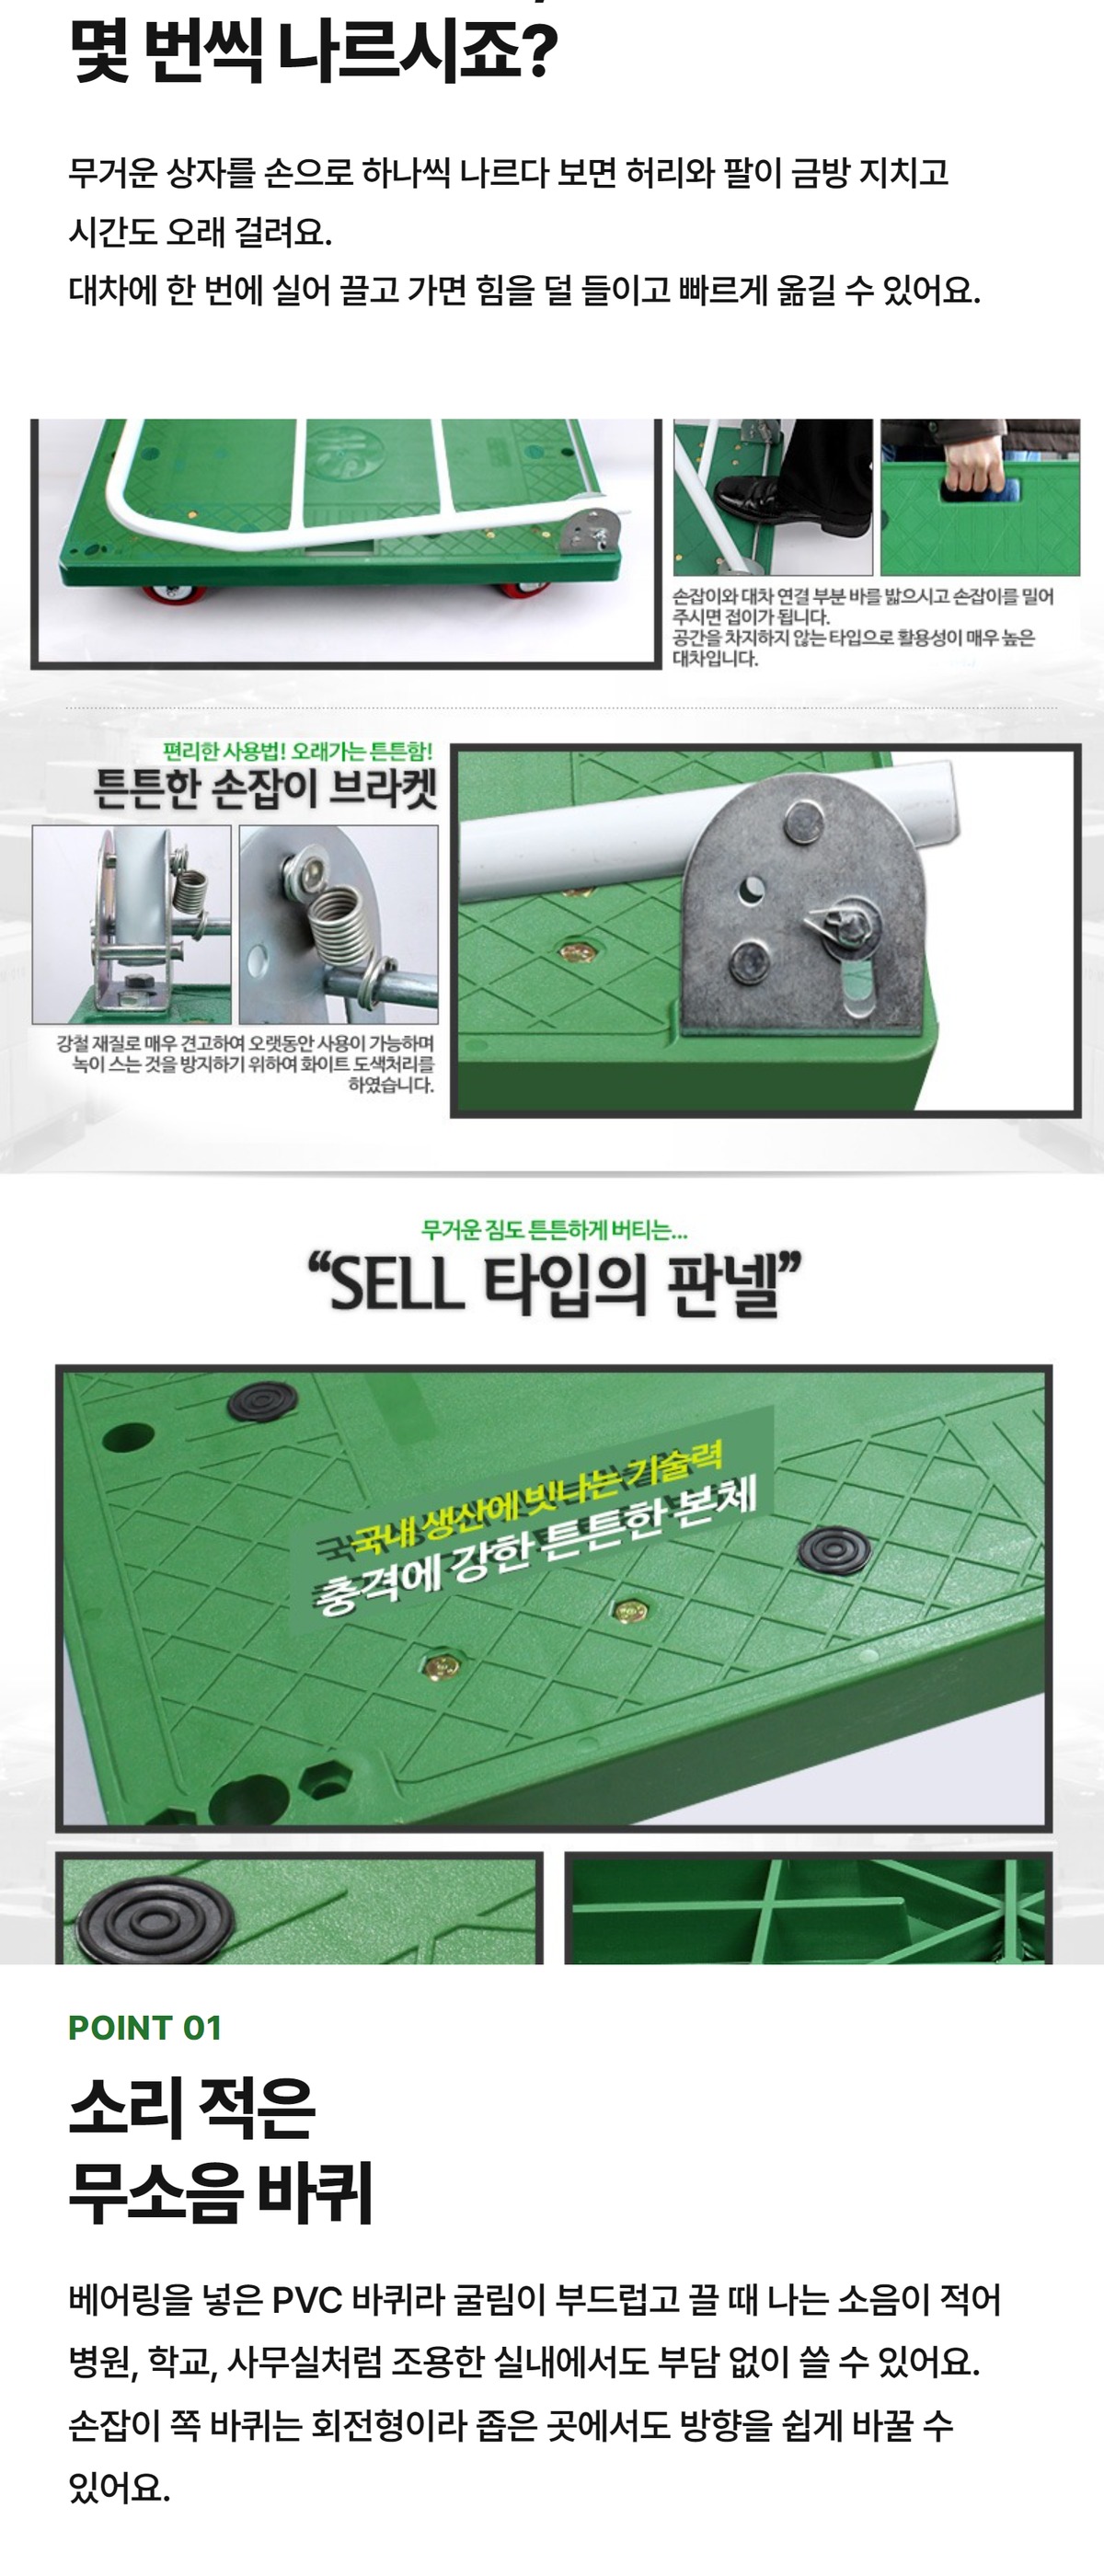 몇 번씩 나르시죠?
무거운 상자를 손으로 하나씩 나르다 보면 허리와 팔이 금방 지치고
시간도 오래 걸려요.
대차에 한 번에 실어 끌고 가면 힘을 덜 들이고 빠르게 옮길 수 있어요.
손잡이와 대차 연결 부분 바를 밟으시고 손잡이를 밀어
주시면 접이가 됩니다.
공간을 차지하지 않는 타입으로 활용성이 매우 높은
대차입니다.
편리한 사용법! 오래가는 튼튼함!
튼튼한 손잡이 브라켓
강철 재질로 매우 견고하여 오랫동안 사용이 가능하며
녹이 스는 것을 방지하기 위하여 화이트 도색처리를
하였습니다.
무거운 짐도 튼튼하게 버티는...
“SELL 타입의 판넬”
국내 생산에 빗나는 기술력
충격에 강한 튼튼한 본체
POINT 01
소리 적은
무소음 바퀴
베어링을 넣은 PVC 바퀴라 굴림이 부드럽고 끌 때 나는 소음이 적어
병원, 학교, 사무실처럼 조용한 실내에서도 부담 없이 쓸 수 있어요.
손잡이 쪽 바퀴는 회전형이라 좁은 곳에서도 방향을 쉽게 바꿀 수
있어요.